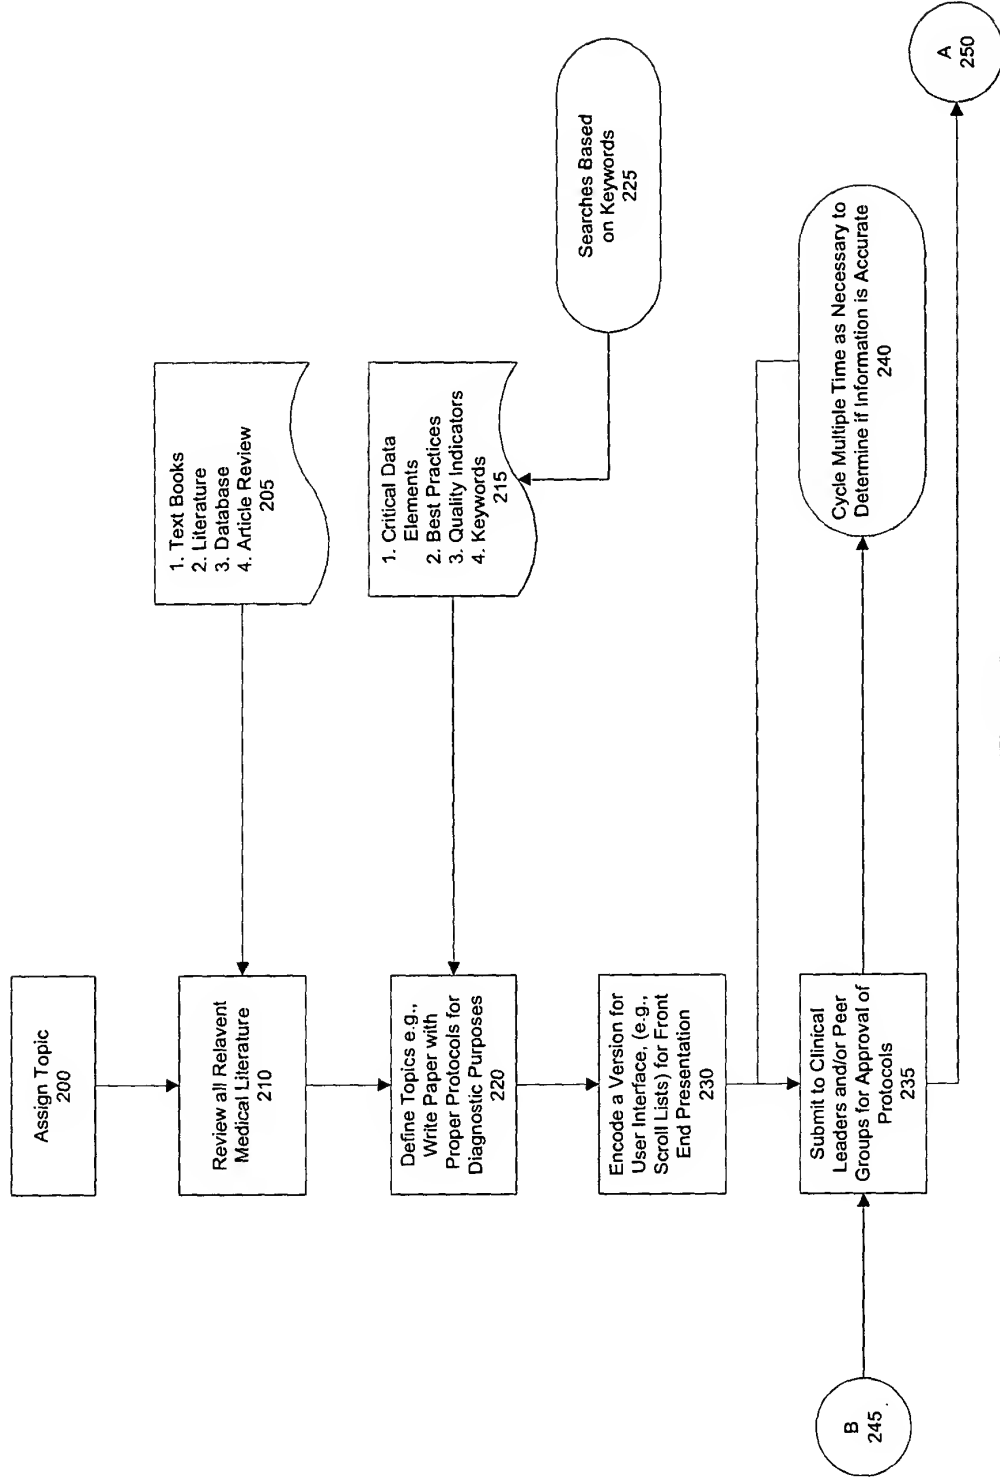 Assign Topic
200
Review all Relavent
Medical Literature
210
1. Text Books
2. Literature
3. Database
4. Article Review
205
Define Topics e.g.,
Write Paper with
Proper Protocols for
Diagnostic Purposes
220
1. Critical Data
Elements
2. Best Practices
3. Quality Indicators
4. Keywords
215
Searches Based
on Keywords
225
Encode a Version for
User Interface, (e.g.,
Scroll Lists) for Front
End Presentation
230
B
245
Submit to Clinical
Leaders and/or Peer
Groups for Approval of
Protocols
235
Cycle Multiple Time as Necessary to
Determine if Information is Accurate
240
A
250